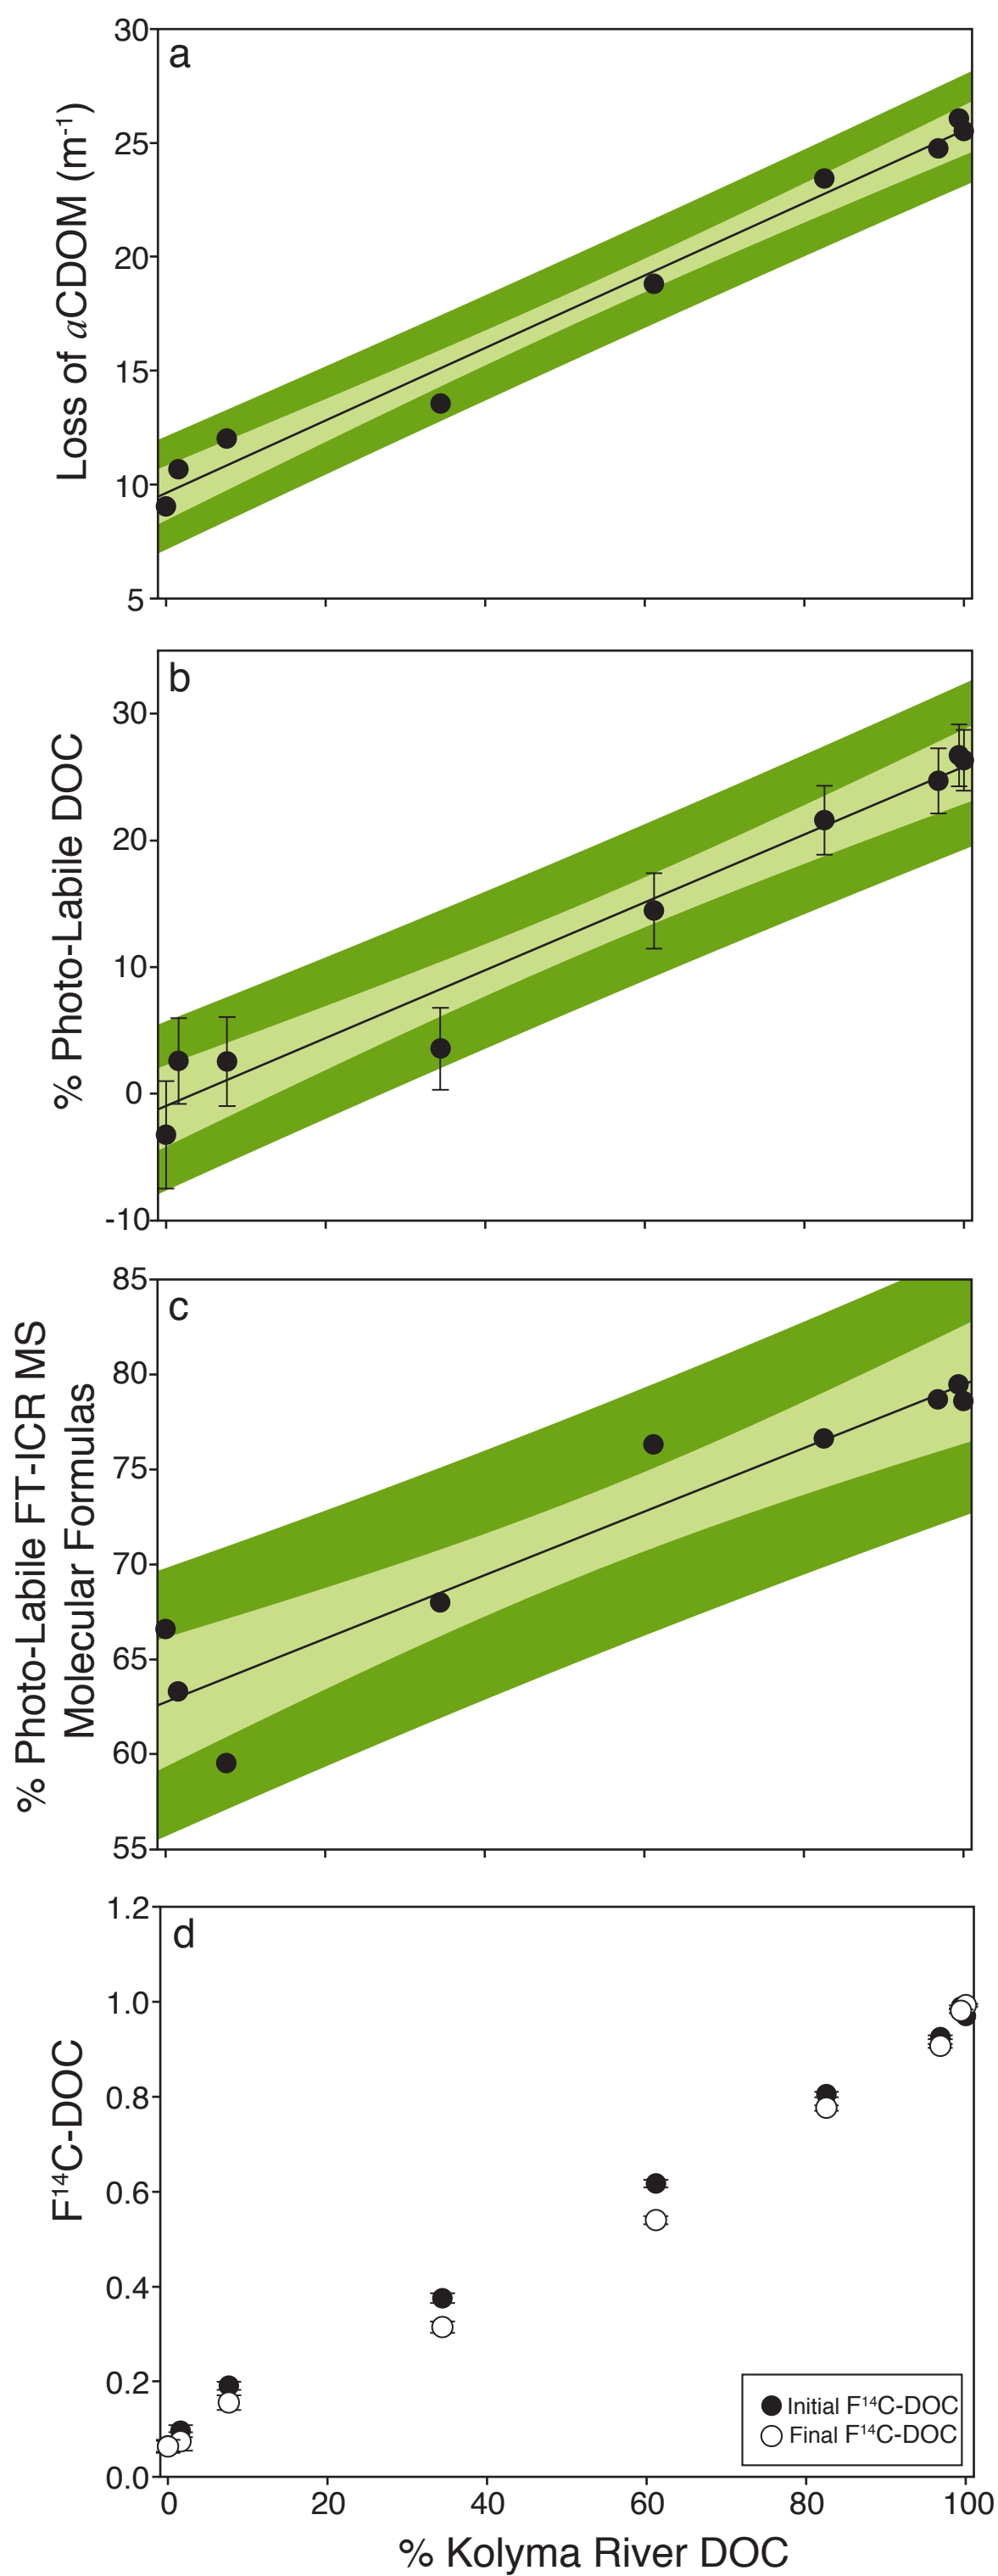 a
30
25
20
15
10
5
Loss of aCDOM (m⁻¹)
b
30
20
10
0
-10
% Photo-Labile DOC
c
85
80
75
70
65
60
55
% Photo-Labile FT-ICR MS
Molecular Formulas
d
1.2
1.0
0.8
0.6
0.4
0.2
0.0
F¹⁴C-DOC
Initial F¹⁴C-DOC
Final F¹⁴C-DOC
0 20 40 60 80 100
% Kolyma River DOC